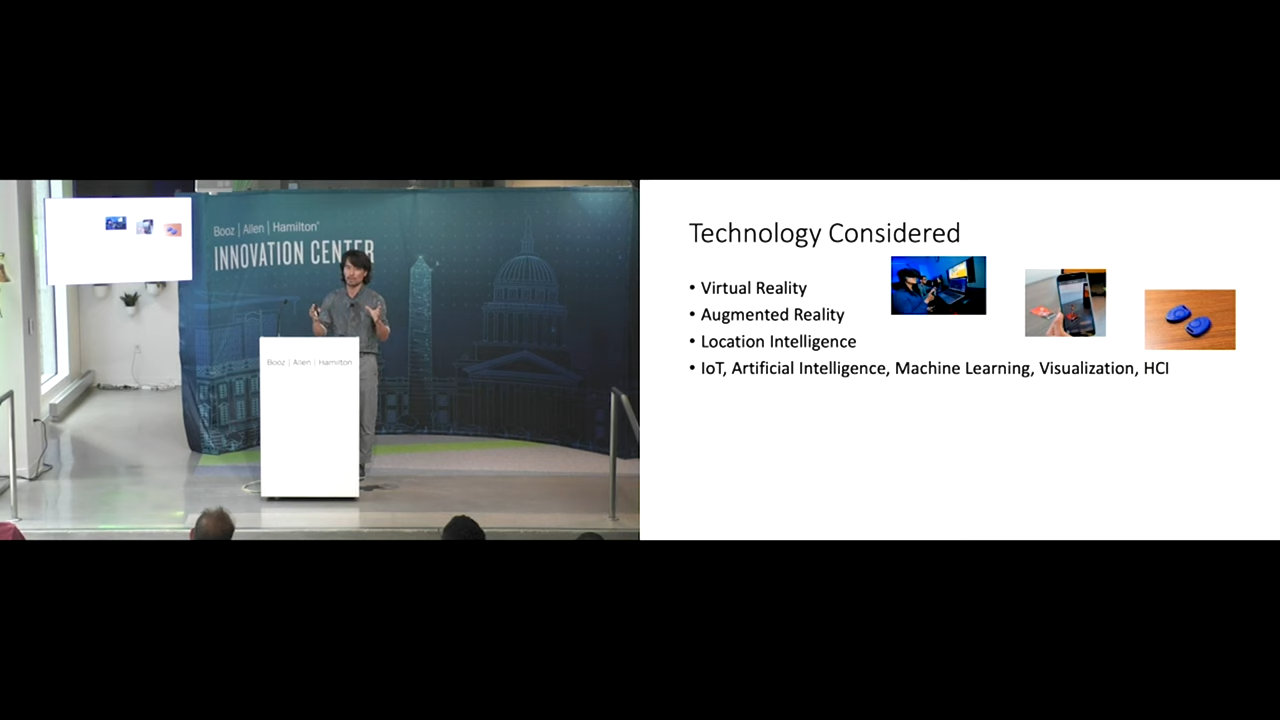 Booz | Allen | Hamilton®
INNOVATION CENTER
Booz | Allen | Hamilton
Technology Considered
• Virtual Reality
• Augmented Reality
• Location Intelligence
• IoT, Artificial Intelligence, Machine Learning, Visualization, HCI